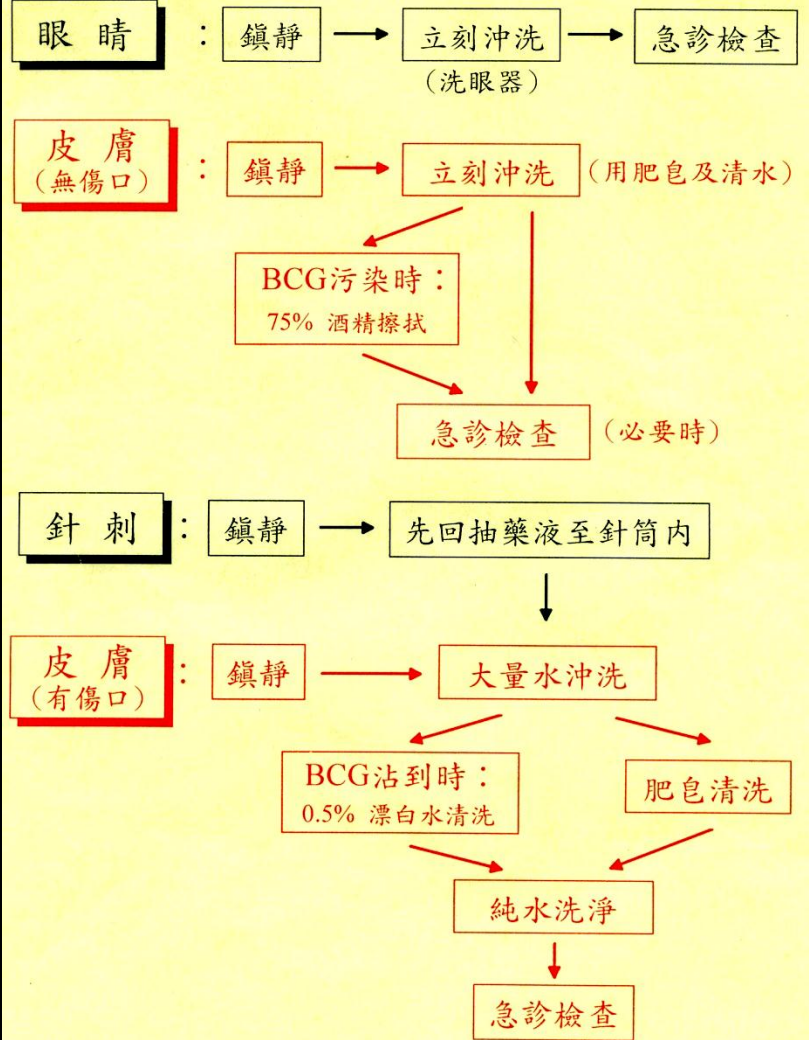 眼睛：鎮靜 → 立刻沖洗 → 急診檢查
(洗眼器)
皮膚：鎮靜 → 立刻沖洗 (用肥皂及清水)
(無傷口)
BCG污染時：
75% 酒精擦拭
急診檢查 (必要時)
針刺：鎮靜 → 先回抽藥液至針筒內
皮膚：鎮靜 → 大量水沖洗
(有傷口)
BCG沾到時：
0.5% 漂白水清洗
肥皂清洗
純水洗淨
急診檢查